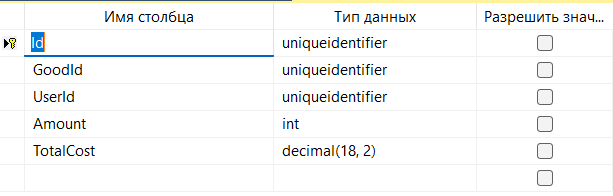 Имя столбца Тип данных Разрешить знач...
Id uniqueidentifier
GoodId uniqueidentifier
UserId uniqueidentifier
Amount int
TotalCost decimal(18, 2)